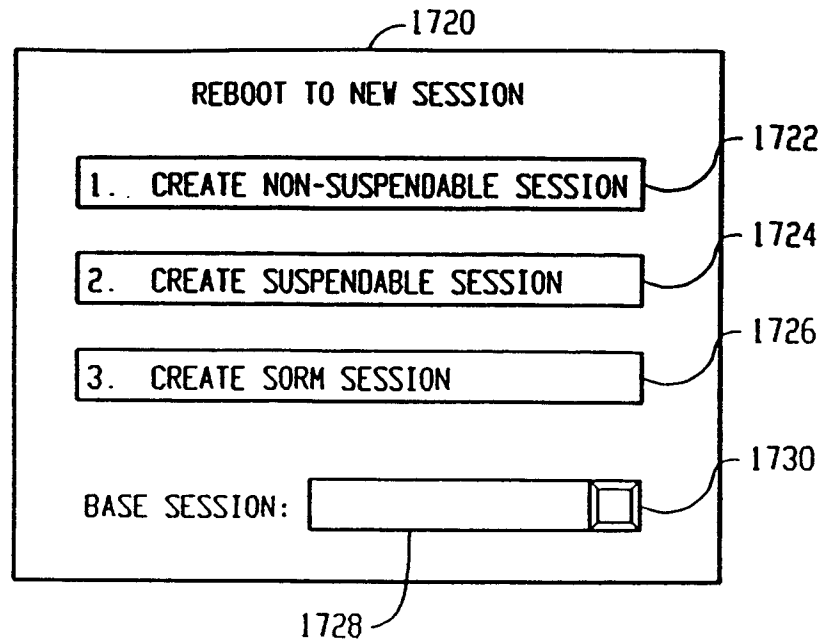 1720
REBOOT TO NEW SESSION
1722
1. CREATE NON-SUSPENDABLE SESSION
1724
2. CREATE SUSPENDABLE SESSION
1726
3. CREATE SORM SESSION
1730
BASE SESSION:
1728